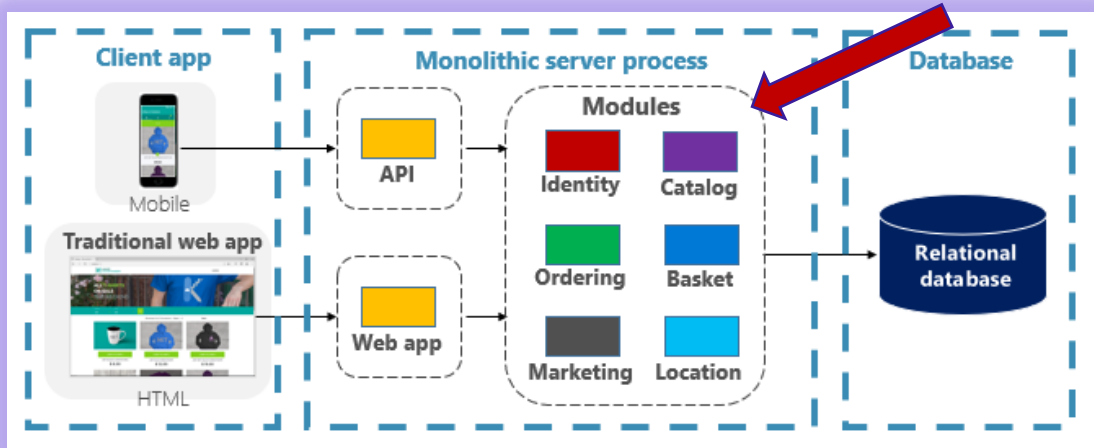 Client app
Mobile
Traditional web app
HTML
Monolithic server process
API
Web app
Modules
Identity
Catalog
Ordering
Basket
Marketing
Location
Database
Relational
database